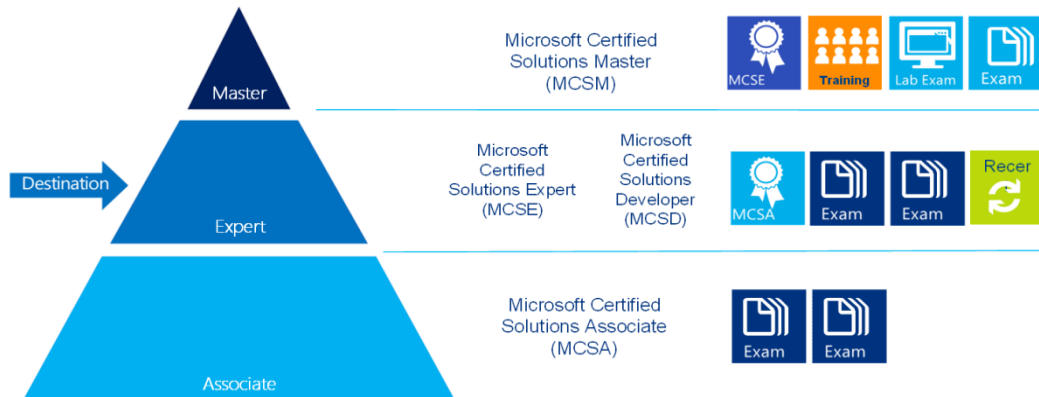 Master
Microsoft Certified
Solutions Master
(MCSM)
MCSE
Training
Lab Exam
Exam
Destination
Expert
Microsoft
Certified
Solutions Expert
(MCSE)
Microsoft
Certified
Solutions
Developer
(MCSD)
MCSA
Exam
Exam
Recer
Associate
Microsoft Certified
Solutions Associate
(MCSA)
Exam
Exam